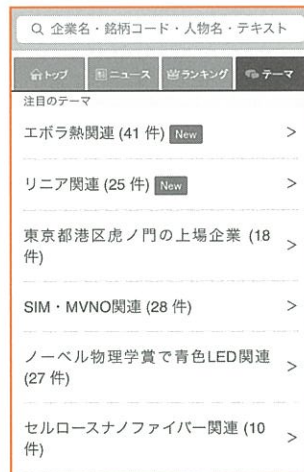 企業名・銘柄コード・人物名・テキスト
トップ ニュース ランキング テーマ
注目のテーマ
エボラ熱関連 (41 件) New
リニア関連 (25 件) New
東京都港区虎ノ門の上場企業 (18
件)
SIM・MVNO関連 (28 件)
ノーベル物理学賞で青色LED関連
(27 件)
セルロースナノファイバー関連 (10
件)